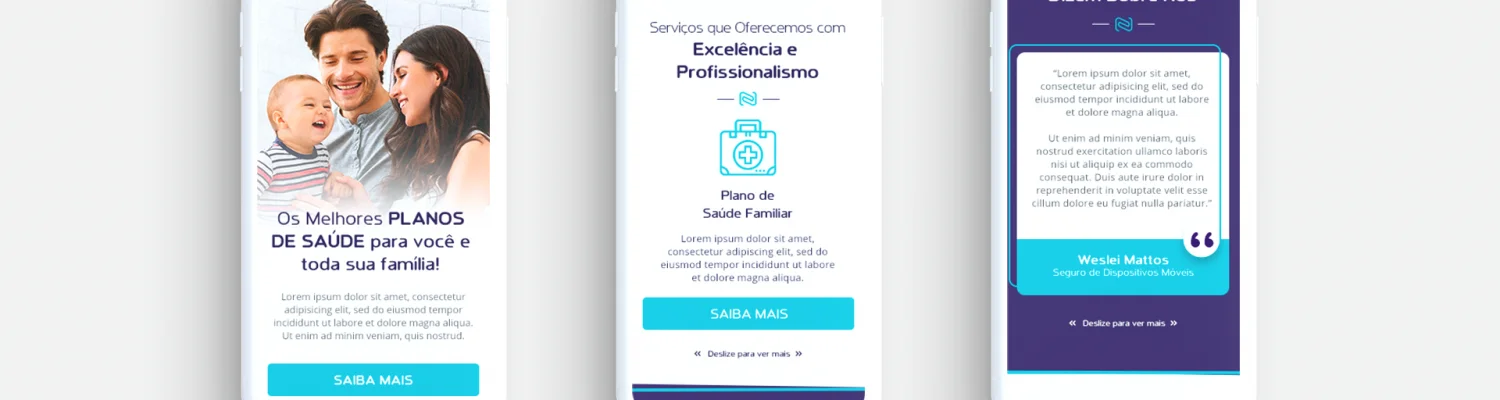 Os Melhores PLANOS
DE SAÚDE para você e
toda sua família!
Lorem ipsum dolor sit amet, consectetur
adipisicing elit, sed do eiusmod tempor
incididunt ut labore et dolore magna aliqua.
Ut enim ad minim veniam, quis nostrud.
SAIBA MAIS
Serviços que Oferecemos com
Excelência e
Profissionalismo
Plano de
Saúde Familiar
Lorem ipsum dolor sit amet,
consectetur adipiscing elit, sed do
eiusmod tempor incididunt ut labore
et dolore magna aliqua.
SAIBA MAIS
« Deslize para ver mais »
“Lorem ipsum dolor sit amet,
consectetur adipisicing elit, sed do
eiusmod tempor incididunt ut labore
et dolore magna aliqua.
Ut enim ad minim veniam, quis
nostrud exercitation ullamco laboris
nisi ut aliquip ex ea commodo
consequat. Duis aute irure dolor in
reprehenderit in voluptate velit esse
cillum dolore eu fugiat nulla pariatur.”
Weslei Mattos
Seguro de Dispositivos Móveis
« Deslize para ver mais »